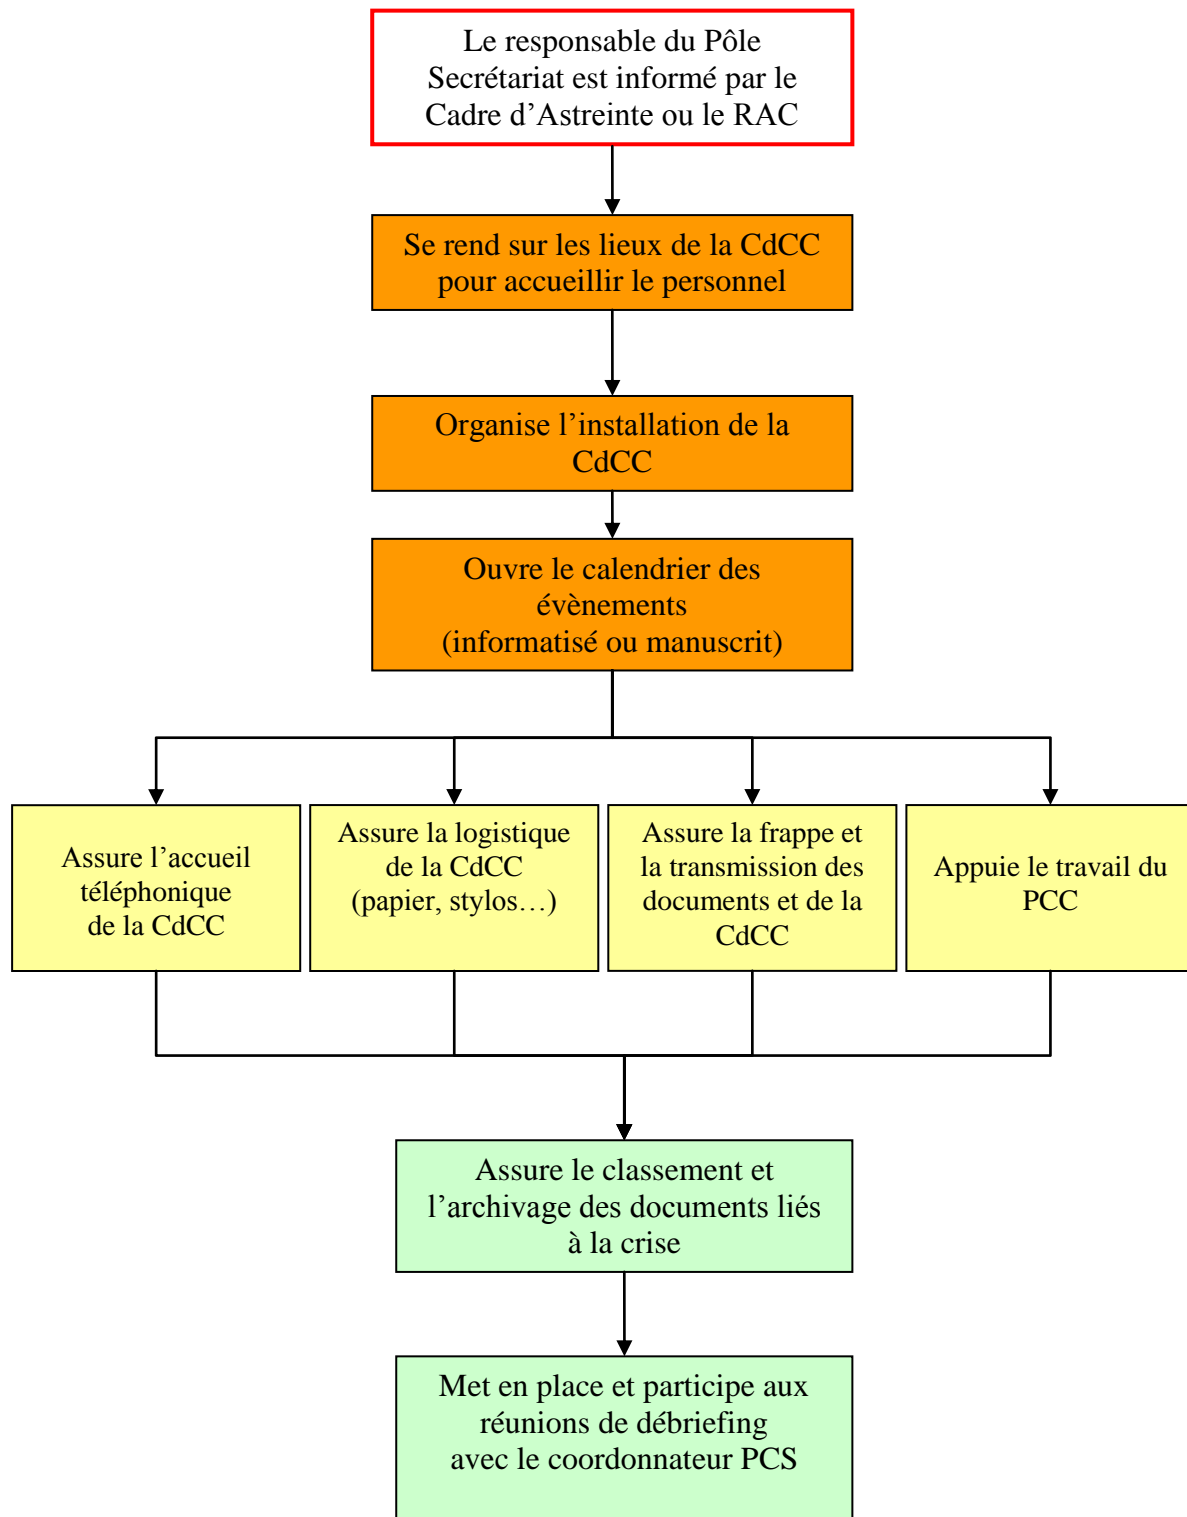 Le responsable du Pôle
Secrétariat est informé par le
Cadre d’Astreinte ou le RAC
Se rend sur les lieux de la CdCC
pour accueillir le personnel
Organise l’installation de la
CdCC
Ouvre le calendrier des
évènements
(informatisé ou manuscrit)
Assure l’accueil
téléphonique
de la CdCC
Assure la logistique
de la CdCC
(papier, stylos…)
Assure la frappe et
la transmission des
documents et de la
CdCC
Appuie le travail du
PCC
Assure le classement et
l’archivage des documents liés
à la crise
Met en place et participe aux
réunions de débriefing
avec le coordonnateur PCS